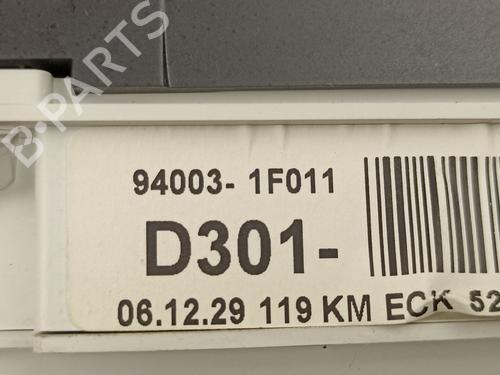 94003- 1F011
D301-
06.12.29 119 KM ECK 52
B-PARTS